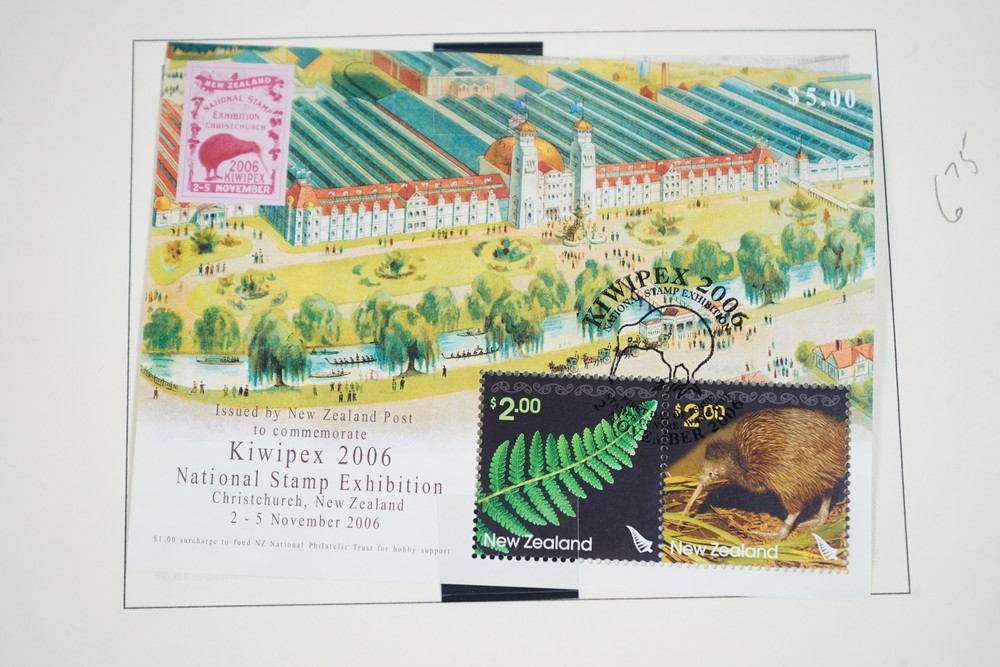 NEW ZEALAND
NATIONAL STAMP
EXHIBITION
CHRISTCHURCH
2006
KIWIPEX
2-5 NOVEMBER
$5.00
675
KIWIPEX 2006
NATIONAL STAMP EXHIBITION
Issued by New Zealand Post
to commemorate
Kiwipex 2006
National Stamp Exhibition
Christchurch, New Zealand
2 - 5 November 2006
$1.00 surcharge to fund NZ National Philatelic Trust for hobby support
$2.00
New Zealand
$2.00
New Zealand
NOVEMBER 2006